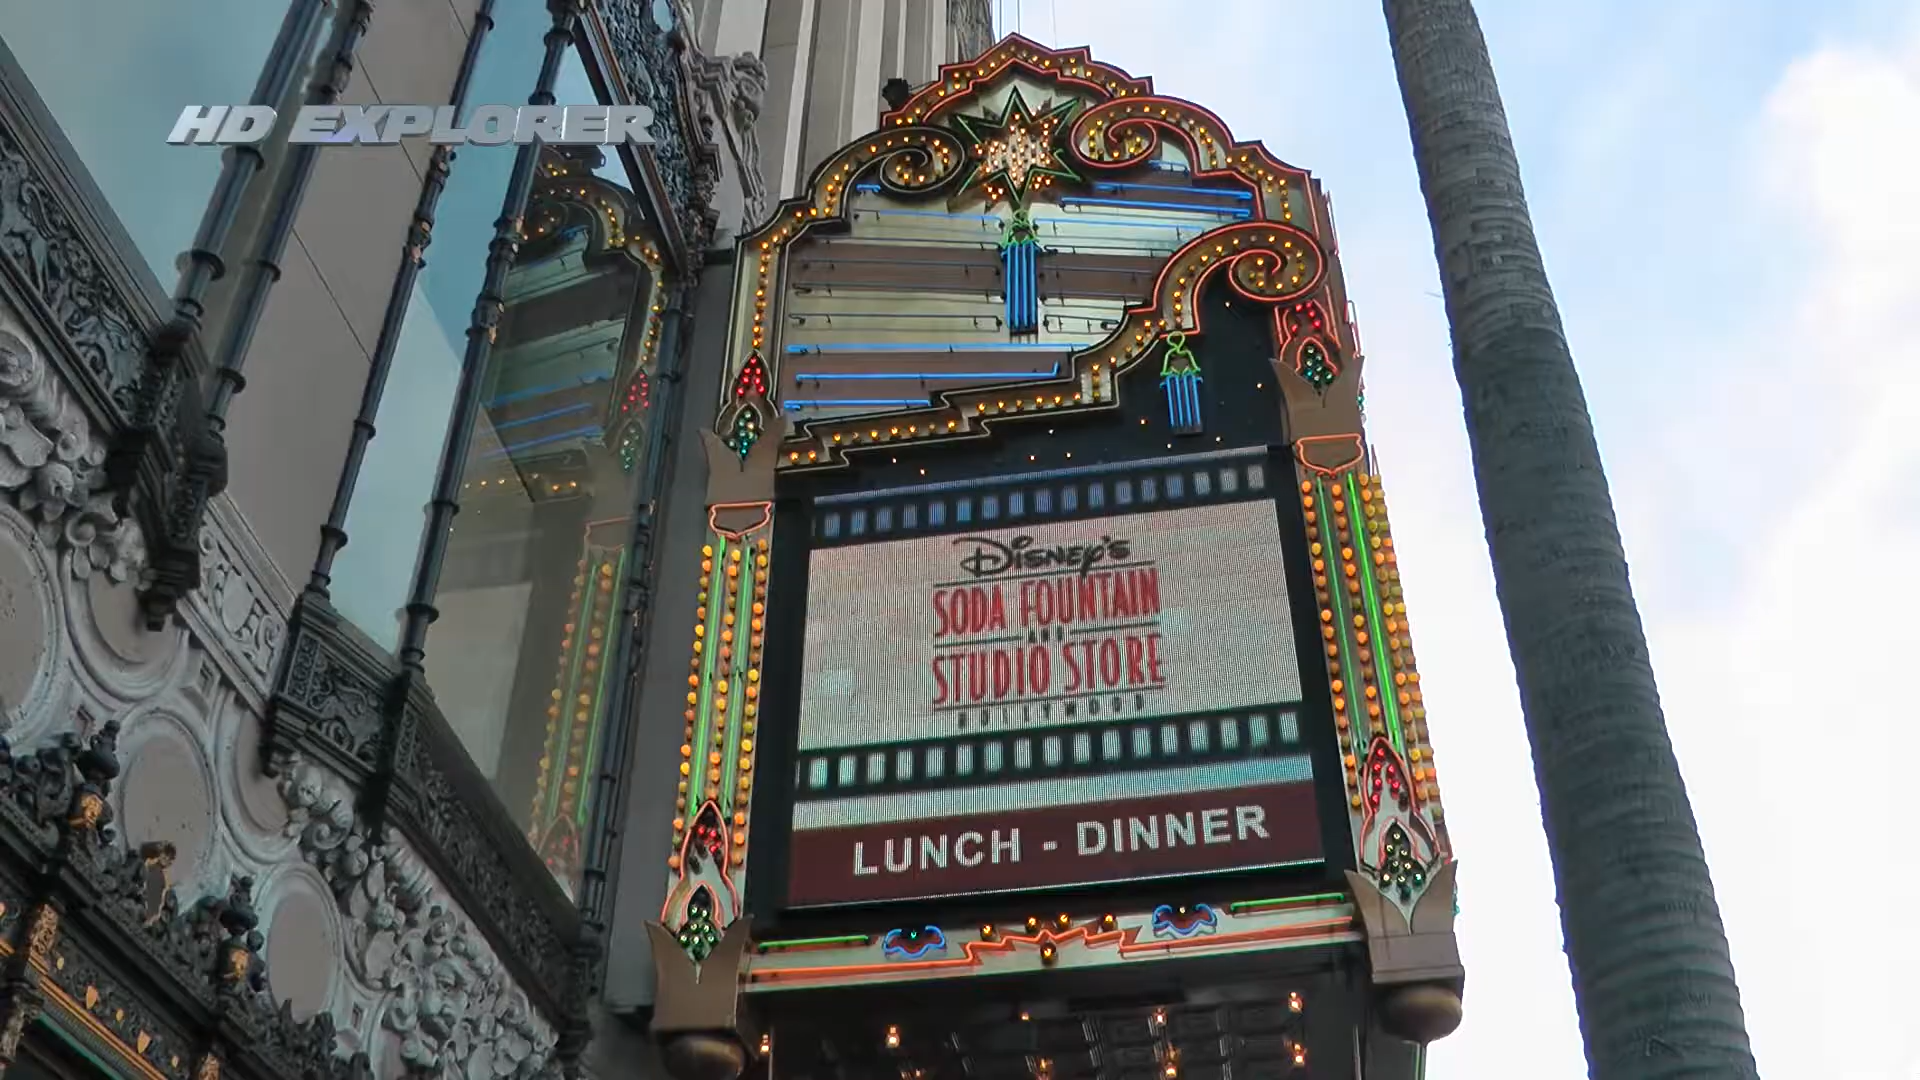 HD EXPLORER
Disney's
SODA FOUNTAIN
AND
STUDIO STORE
HOLLYWOOD
LUNCH - DINNER